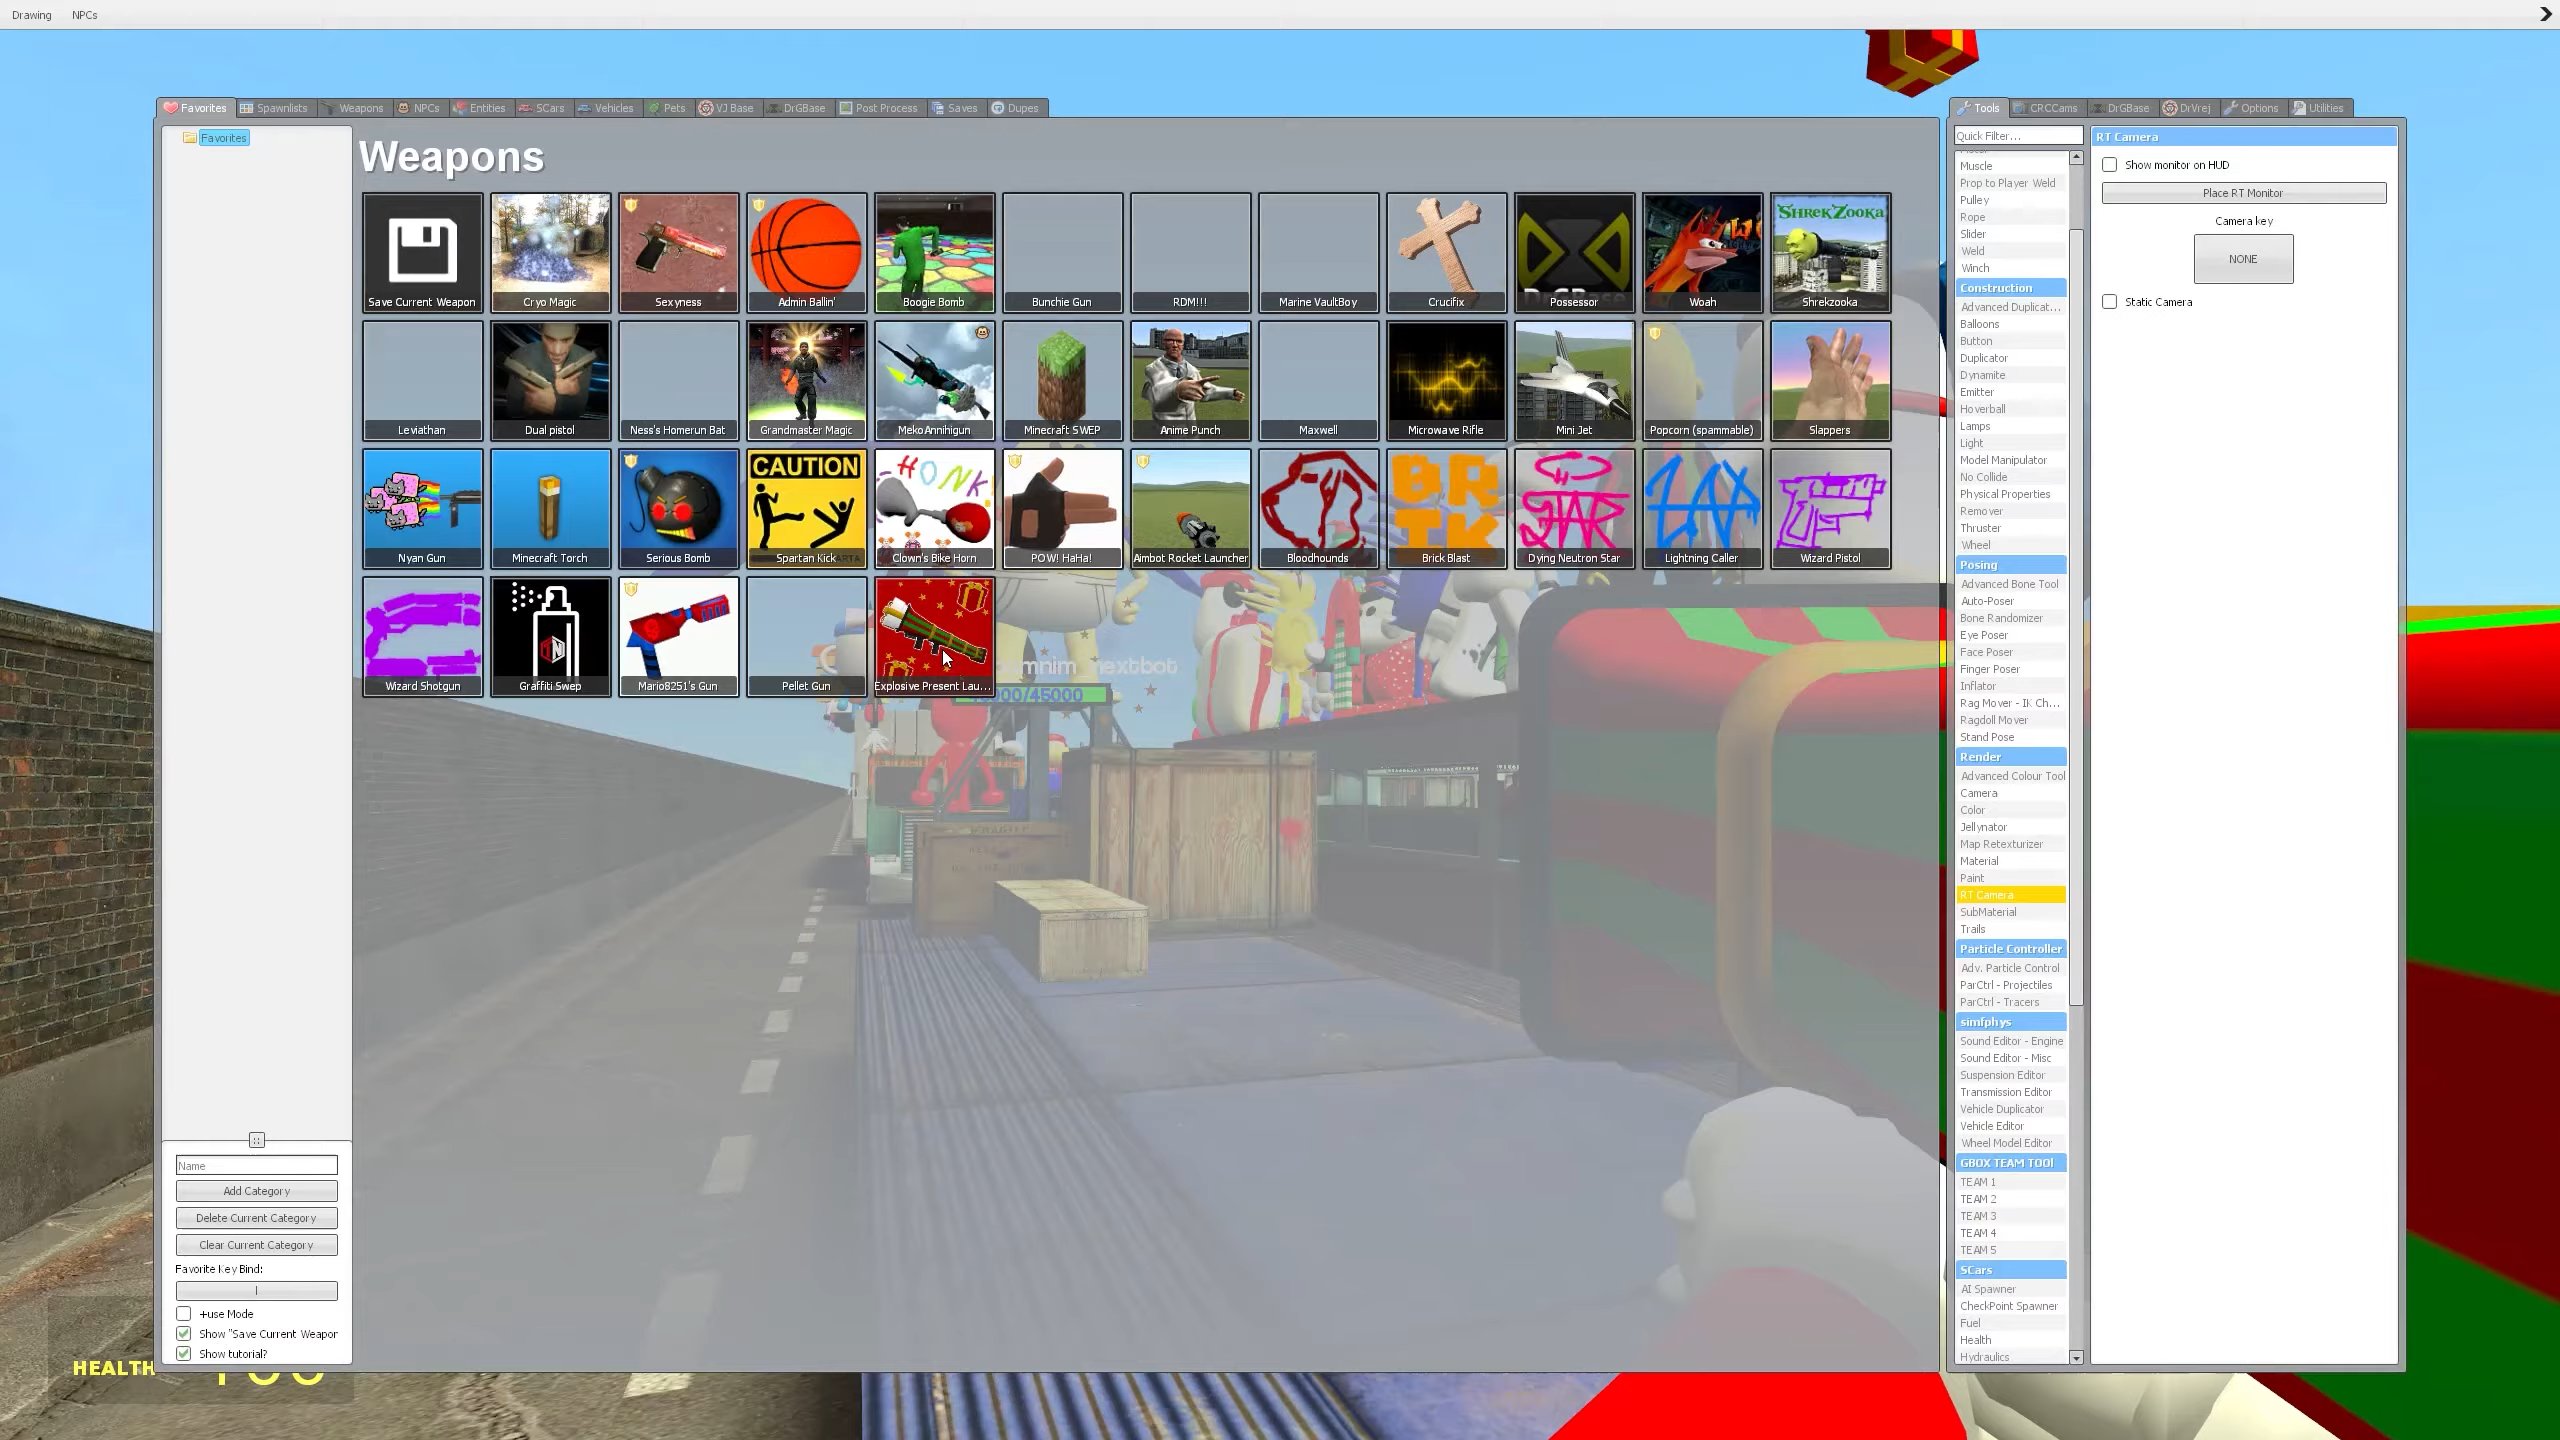 Drawing NPCs
Favorites Spawnlists Weapons NPCs Entities SCars Vehicles Pets VJ Base DrGBase Post Process Saves Dupes
Favorites
Weapons
Save Current Weapon Cryo Magic Sexyness Admin Ballin' Boogie Bomb Bunchie Gun RDM!!! Marine VaultBoy Crucifix Possessor Woah Shrekzooka
SHREKZOOKA
Leviathan Dual pistol Ness's Homerun Bat Grandmaster Magic MekoAnnihigun Minecraft SWEP Anime Punch Maxwell Microwave Rifle Mini Jet Popcorn (spammable) Slappers
CAUTION
HONK
BRIK
STAR
ZAP
Nyan Gun Minecraft Torch Serious Bomb Spartan Kick Clown's Bike Horn POW! HaHa! Aimbot Rocket Launcher Bloodhounds Brick Blast Dying Neutron Star Lightning Caller Wizard Pistol
Wizard Shotgun Graffiti Swep Mario8251's Gun Pellet Gun Explosive Present Lau...
nextbot
/45000
Name
Add Category
Delete Current Category
Clear Current Category
Favorite Key Bind:
I
+use Mode
Show "Save Current Weapon
Show tutorial?
HEALTH
Tools CRCCams DrGBase DrVrej Options Utilities
Quick Filter...
Muscle
Prop to Player Weld
Pulley
Rope
Slider
Weld
Winch
Construction
Advanced Duplicat...
Balloons
Button
Duplicator
Dynamite
Emitter
Hoverball
Lamps
Light
Model Manipulator
No Collide
Physical Properties
Remover
Thruster
Wheel
Posing
Advanced Bone Tool
Auto-Poser
Bone Randomizer
Eye Poser
Face Poser
Finger Poser
Inflator
Rag Mover - IK Ch...
Ragdoll Mover
Stand Pose
Render
Advanced Colour Tool
Camera
Color
Jellynator
Map Retexturizer
Material
Paint
RT Camera
SubMaterial
Trails
Particle Controller
Adv. Particle Control
ParCtrl - Projectiles
ParCtrl - Tracers
simfphys
Sound Editor - Engine
Sound Editor - Misc
Suspension Editor
Transmission Editor
Vehicle Duplicator
Vehicle Editor
Wheel Model Editor
GBOX TEAM TOOl
TEAM 1
TEAM 2
TEAM 3
TEAM 4
TEAM 5
SCars
AI Spawner
CheckPoint Spawner
Fuel
Health
Hydraulics
RT Camera
Show monitor on HUD
Place RT Monitor
Camera key
NONE
Static Camera